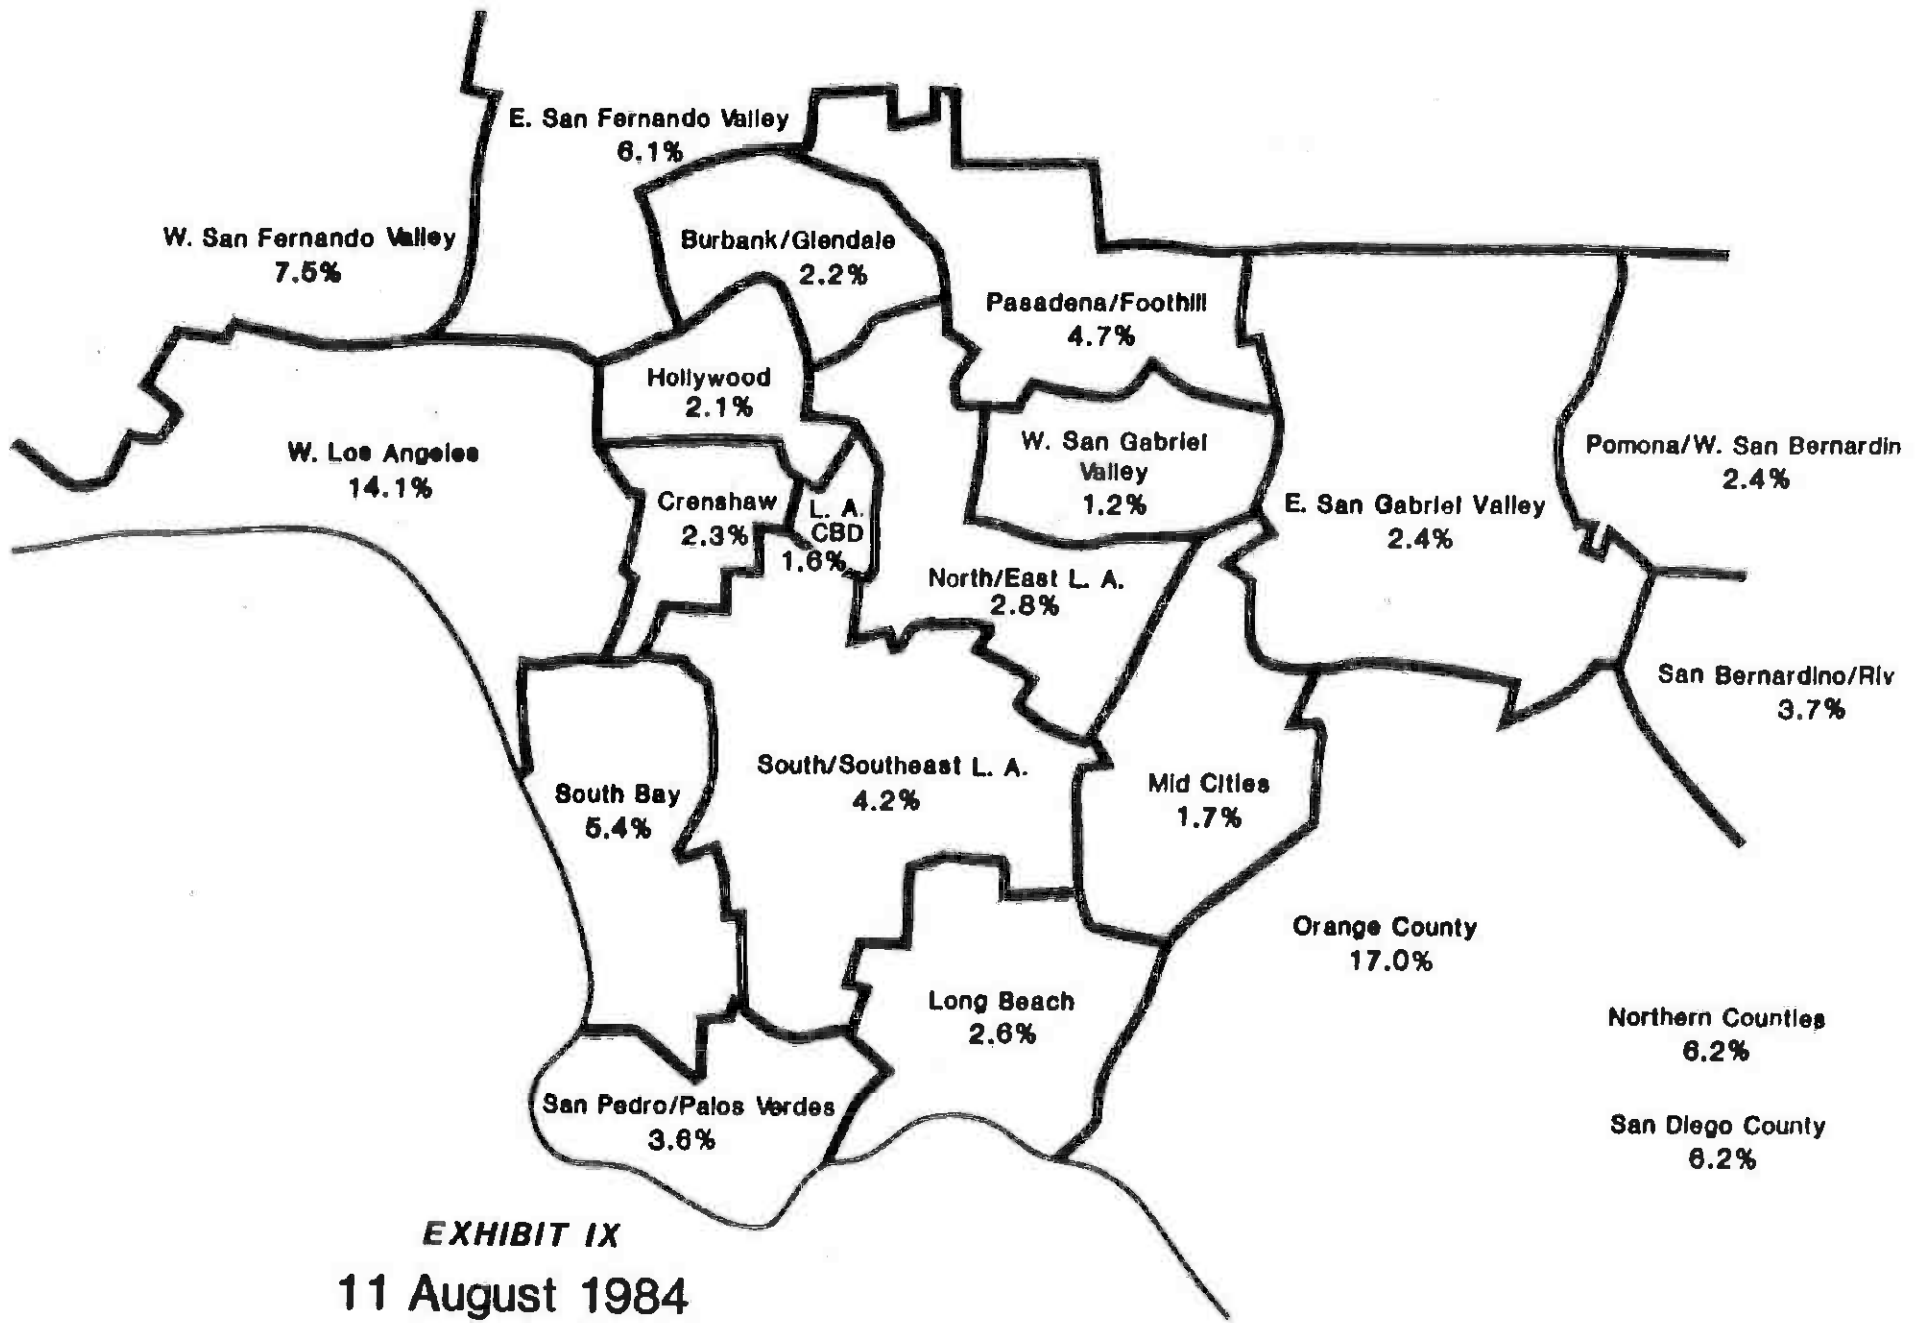 E. San Fernando Valley
6.1%
W. San Fernando Valley
7.5%
Burbank/Glendale
2.2%
Pasadena/Foothill
4.7%
Hollywood
2.1%
W. Los Angeles
14.1%
W. San Gabriel
Valley
1.2%
Pomona/W. San Bernardin
2.4%
Crenshaw
2.3%
L. A.
CBD
1.6%
E. San Gabriel Valley
2.4%
North/East L. A.
2.8%
San Bernardino/Riv
3.7%
South/Southeast L. A.
4.2%
South Bay
5.4%
Mid Cities
1.7%
Orange County
17.0%
Long Beach
2.6%
Northern Counties
6.2%
San Pedro/Palos Verdes
3.6%
San Diego County
6.2%
EXHIBIT IX
11 August 1984